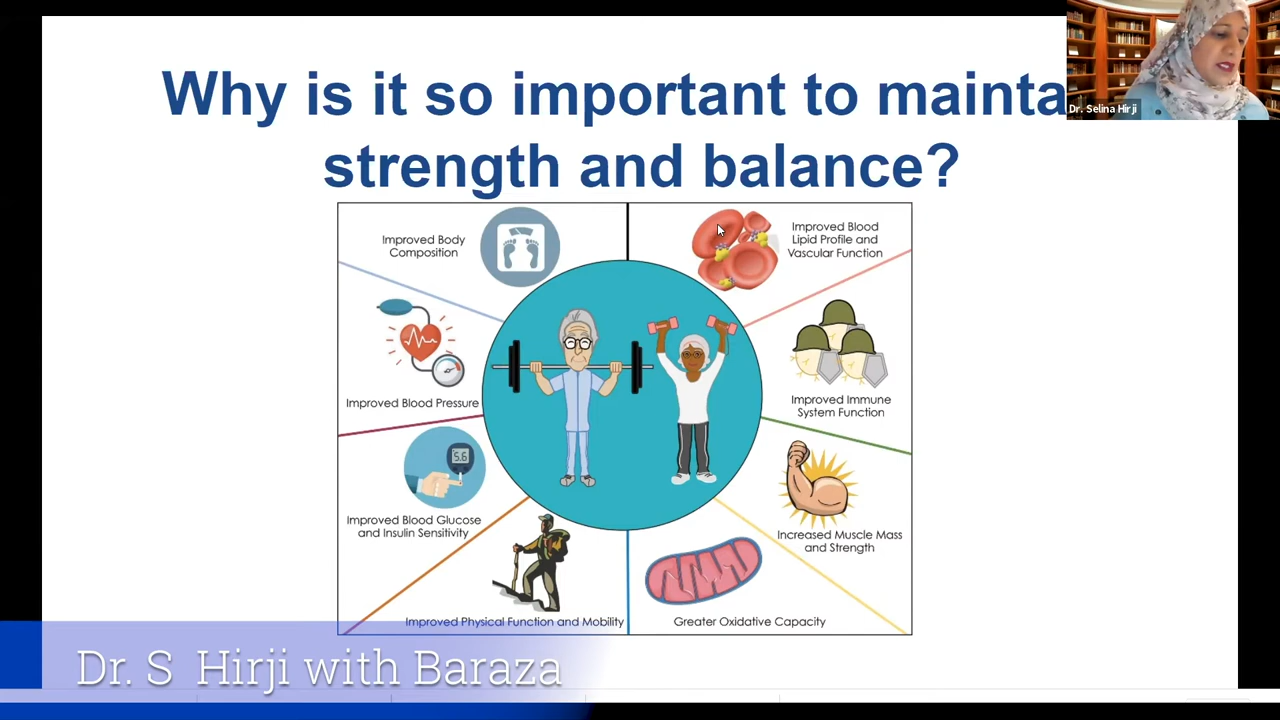 Why is it so important to mainta
strength and balance?
Dr. Selina Hirji
Improved Body
Composition
Improved Blood
Lipid Profile and
Vascular Function
Improved Blood Pressure
Improved Immune
System Function
5.6
Improved Blood Glucose
and Insulin Sensitivity
Increased Muscle Mass
and Strength
Improved Physical Function and Mobility
Greater Oxidative Capacity
Dr. S Hirji with Baraza